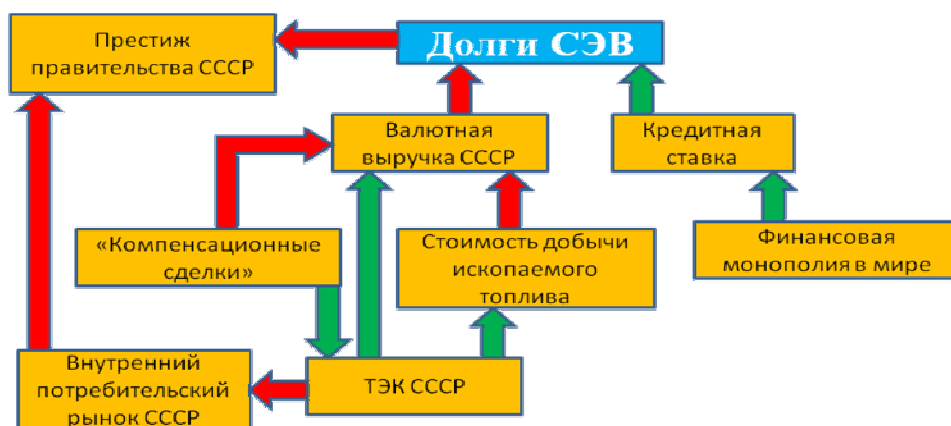 Престиж
правительства СССР
Долги СЭВ
Валютная
выручка СССР
Кредитная
ставка
«Компенсационные
сделки»
Стоимость добычи
ископаемого
топлива
Финансовая
монополия в мире
Внутренний
потребительский
рынок СССР
ТЭК СССР